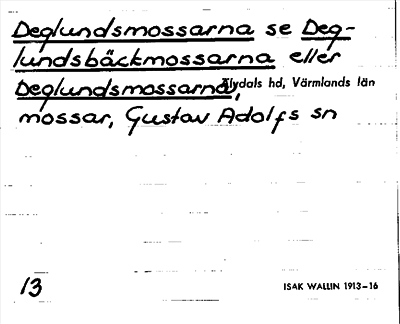 Deglundsmossarna se Deg-
lundsbäckmossarna eller
Deglundsmossarna, Älvdals hd, Värmlands län
mossar, Gustav Adolfs sn
13
ISAK WALLIN 1913-16